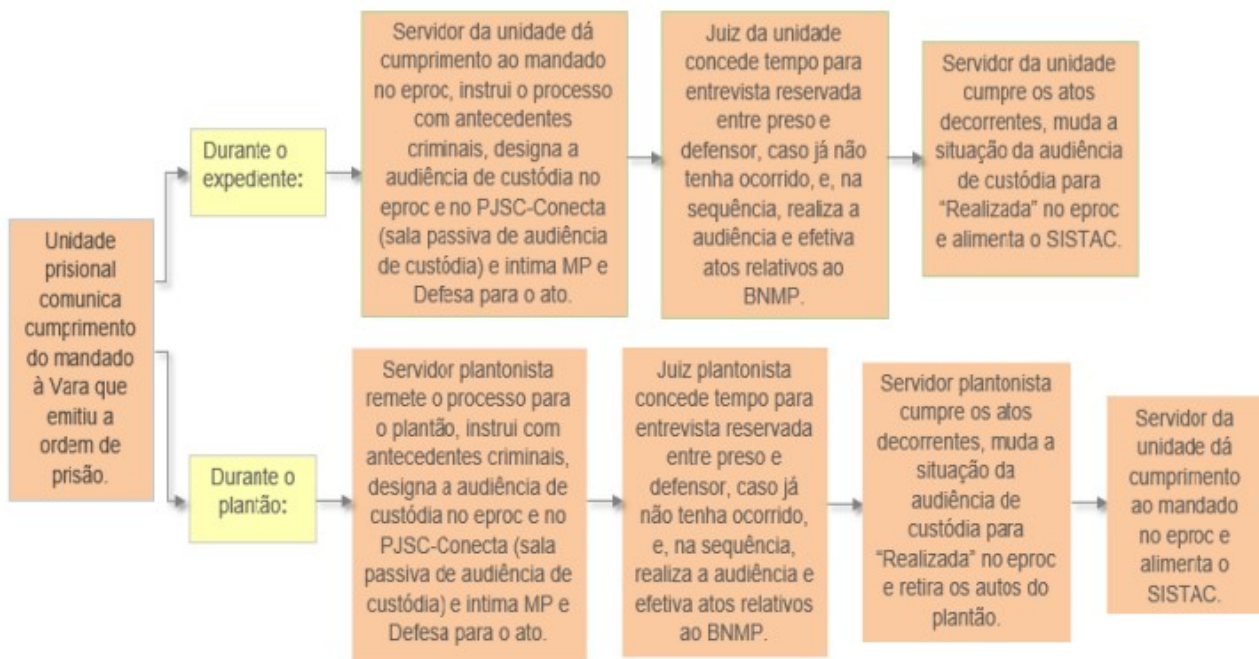 Unidade
prisional
comunica
cumprimento
do mandado
à Vara que
emitiu a
ordem de
prisão.
Durante o
expediente:
Servidor da unidade dá
cumprimento ao mandado
no eproc, instrui o processo
com antecedentes
criminais, designa a
audiência de custódia no
eproc e no PJSC-Conecta
(sala passiva de audiência
de custódia) e intima MP e
Defesa para o ato.
Juiz da unidade
concede tempo para
entrevista reservada
entre preso e
defensor, caso já não
tenha ocorrido, e, na
sequência, realiza a
audiência e efetiva
atos relativos ao
BNMP.
Servidor da unidade
cumpre os atos
decorrentes, muda a
situação da audiência
de custódia para
“Realizada” no eproc
e alimenta o SISTAC.
Durante o
plantão:
Servidor plantonista
remete o processo para
o plantão, instrui com
antecedentes criminais,
designa a audiência de
custódia no eproc e no
PJSC-Conecta (sala
passiva de audiência de
custódia) e intima MP e
Defesa para o ato.
Juiz plantonista
concede tempo para
entrevista reservada
entre preso e
defensor, caso já
não tenha ocorrido,
e, na sequência,
realiza a audiência e
efetiva atos relativos
ao BNMP.
Servidor plantonista
cumpre os atos
decorrentes, muda a
situação da
audiência de
custódia para
“Realizada” no eproc
e retira os autos do
plantão.
Servidor da
unidade dá
cumprimento
ao mandado
no eproc e
alimenta o
SISTAC.